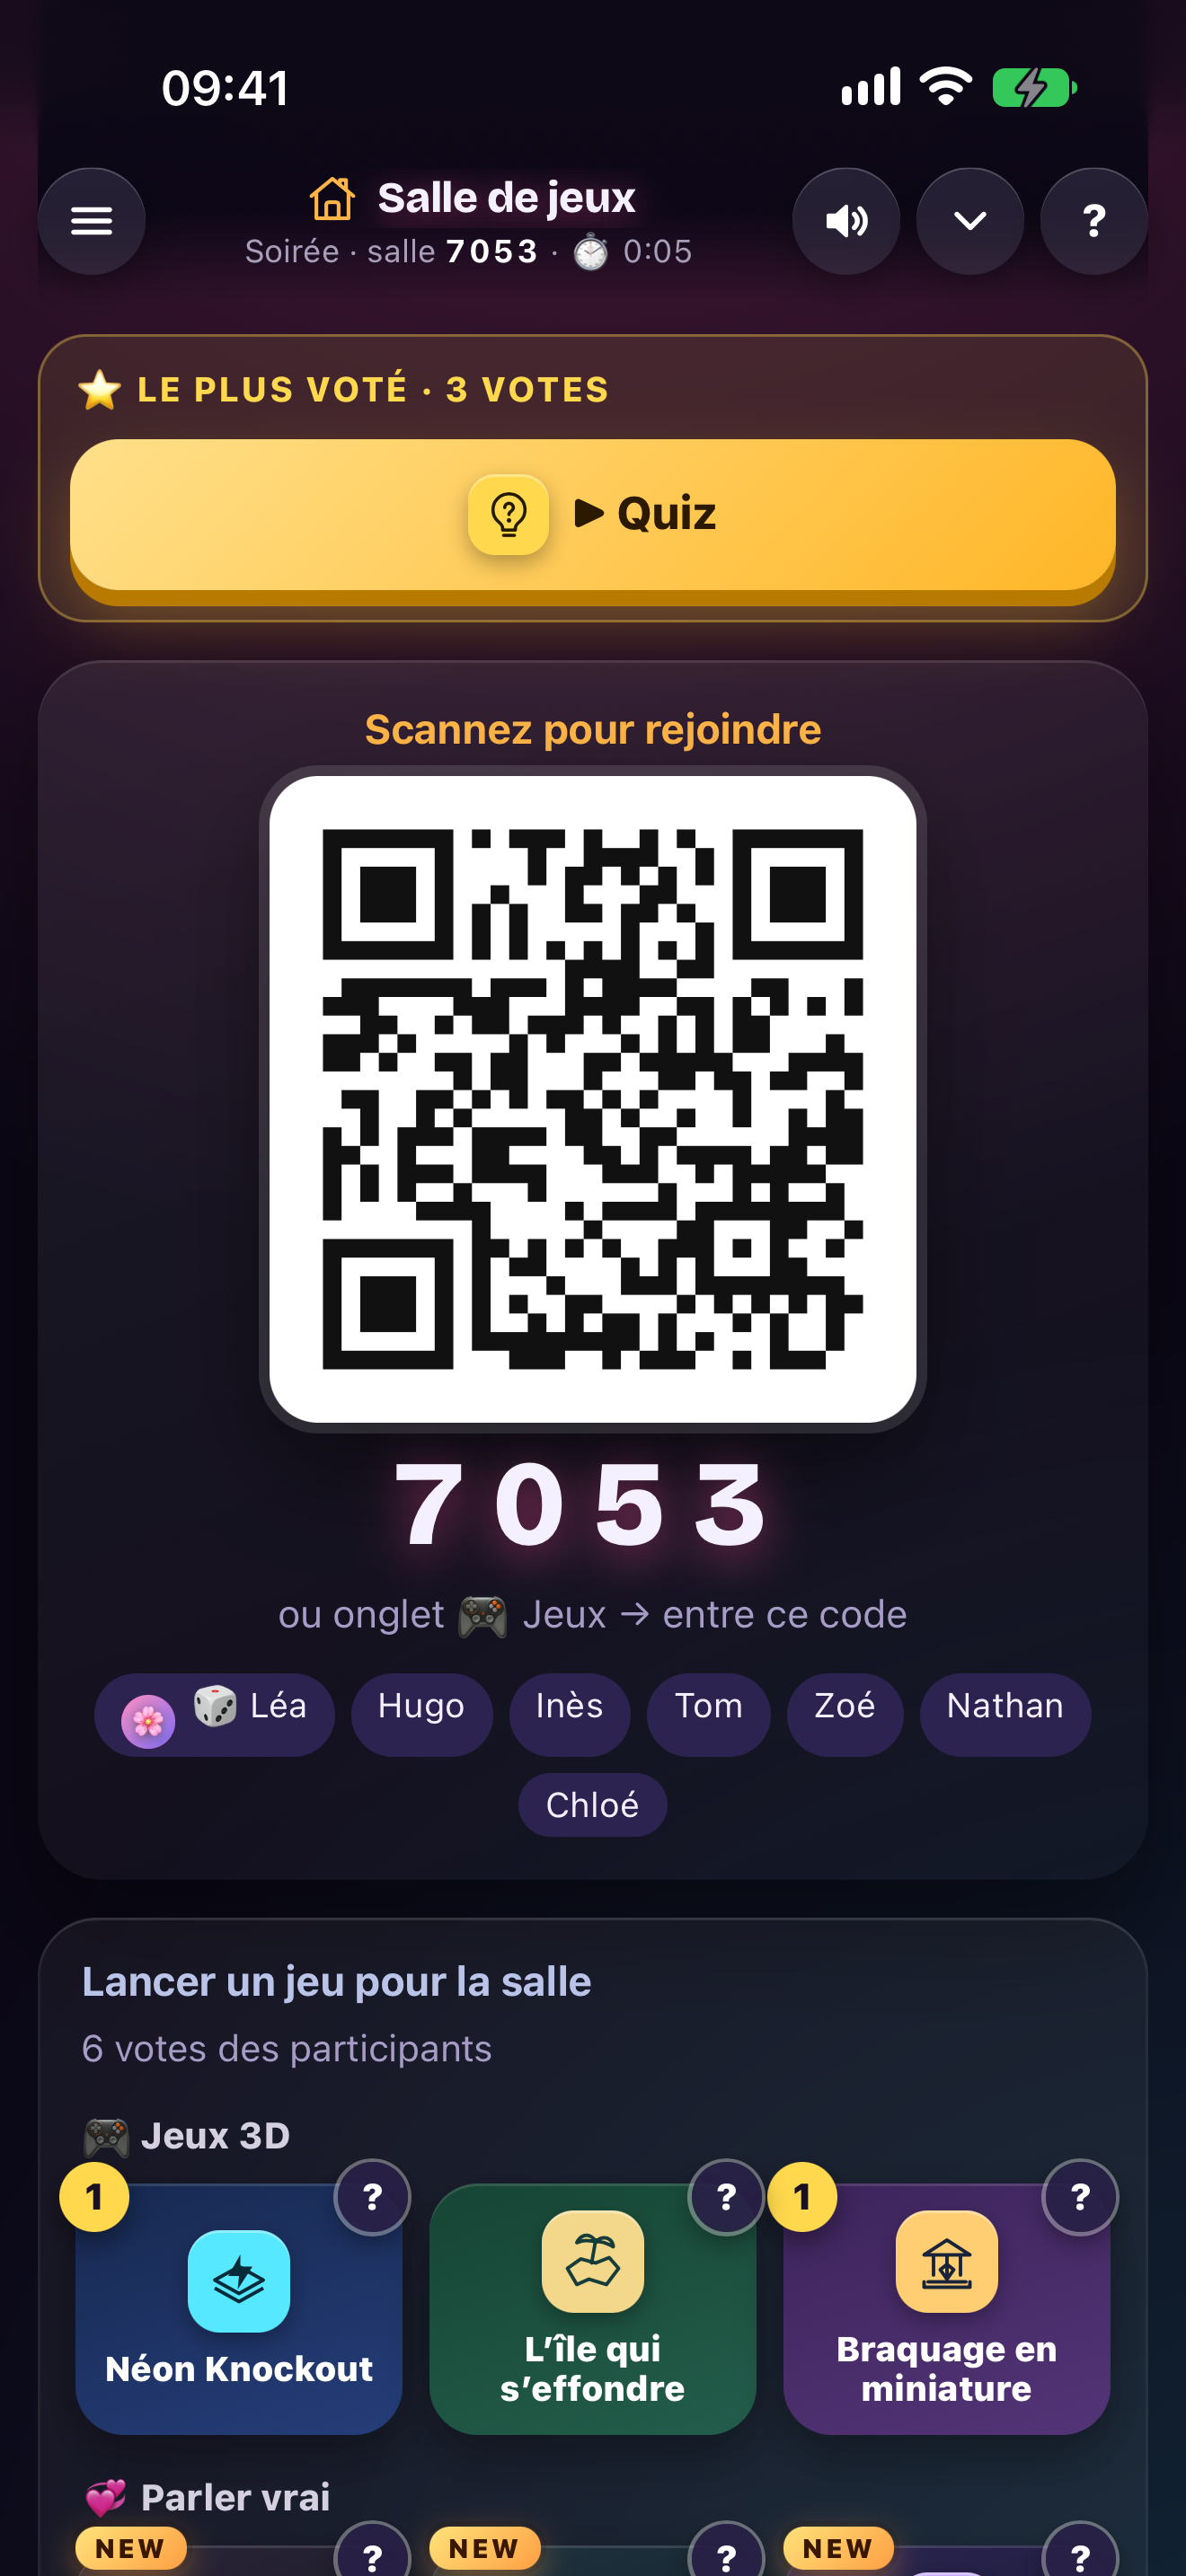 09:41
Salle de jeux
Soirée · salle 7053 · ⏱️ 0:05
?
⭐ LE PLUS VOTÉ · 3 VOTES
▶ Quiz
Scannez pour rejoindre
7053
ou onglet 🎮 Jeux → entre ce code
🌸 🎲 Léa
Hugo
Inès
Tom
Zoé
Nathan
Chloé
Lancer un jeu pour la salle
6 votes des participants
🎮 Jeux 3D
1
?
?
1
?
Néon Knockout
L’île qui
s’effondre
Braquage en
miniature
💞 Parler vrai
NEW
?
NEW
?
NEW
?